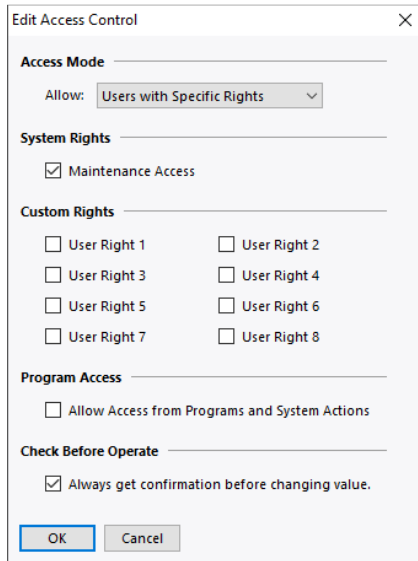 Edit Access Control
Access Mode
Allow: Users with Specific Rights
System Rights
Maintenance Access
Custom Rights
User Right 1 User Right 2
User Right 3 User Right 4
User Right 5 User Right 6
User Right 7 User Right 8
Program Access
Allow Access from Programs and System Actions
Check Before Operate
Always get confirmation before changing value.
OK Cancel